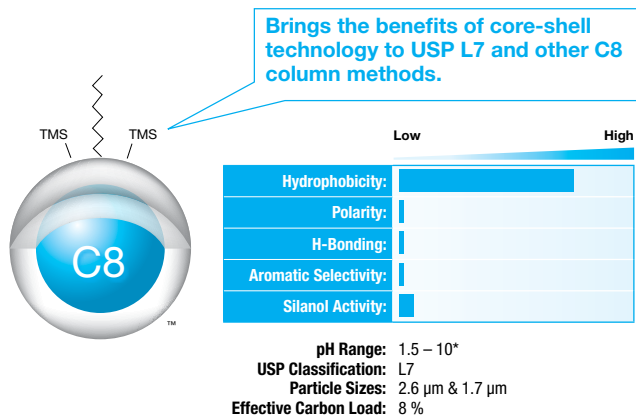 Brings the benefits of core-shell
technology to USP L7 and other C8
column methods.
TMS TMS
C8
™
Low High
Hydrophobicity:
Polarity:
H-Bonding:
Aromatic Selectivity:
Silanol Activity:
pH Range: 1.5 – 10*
USP Classification: L7
Particle Sizes: 2.6 µm & 1.7 µm
Effective Carbon Load: 8 %